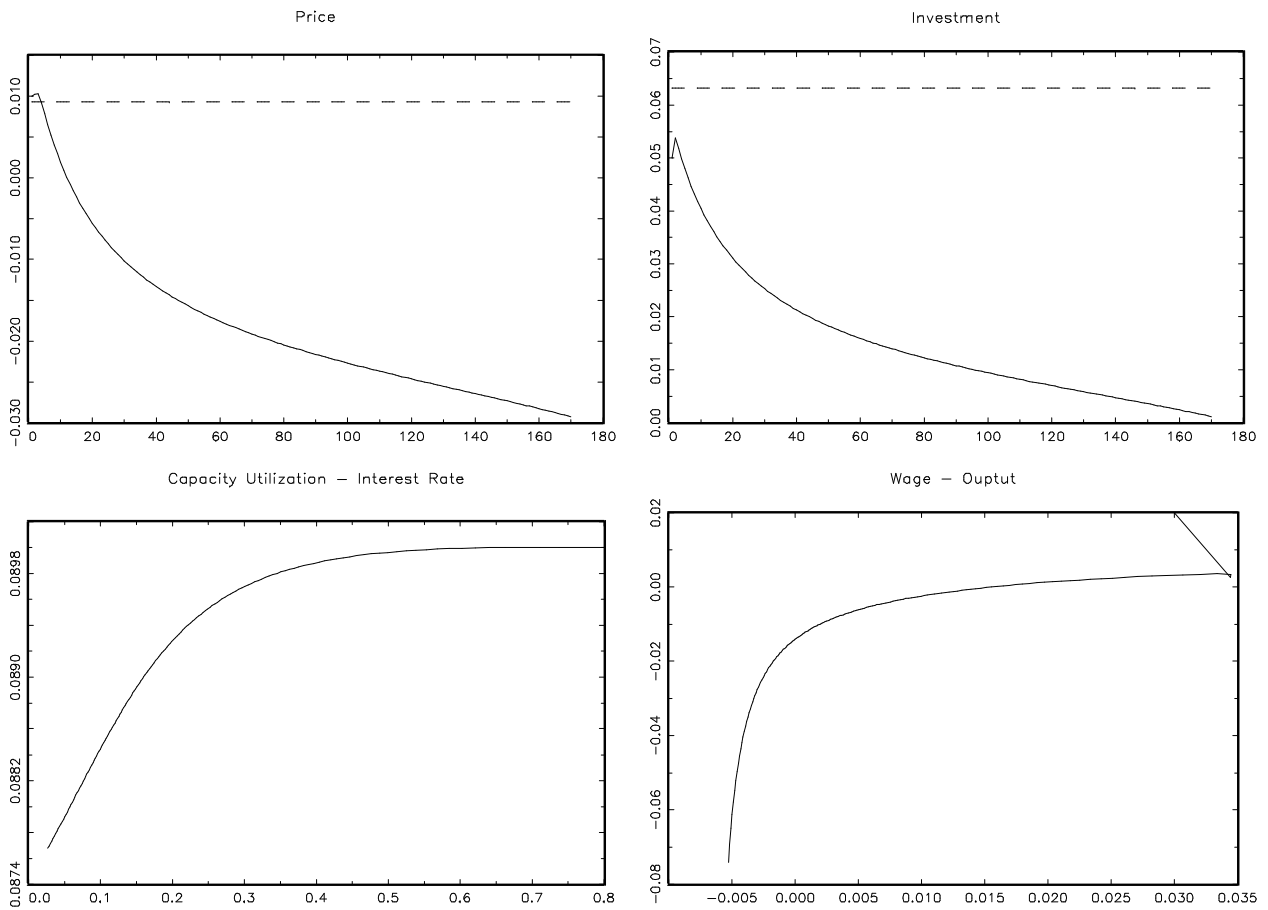 Price
0.010
0.000
−0.010
−0.020
−0.030
0 20 40 60 80 100 120 140 160 180
Investment
0.07
0.06
0.05
0.04
0.03
0.02
0.01
0.00
0 20 40 60 80 100 120 140 160 180
Capacity Utilization − Interest Rate
0.0898
0.0890
0.0882
0.0874
0.0 0.1 0.2 0.3 0.4 0.5 0.6 0.7 0.8
Wage − Ouptut
0.02
0.00
−0.02
−0.04
−0.06
−0.08
−0.005 0.000 0.005 0.010 0.015 0.020 0.025 0.030 0.035